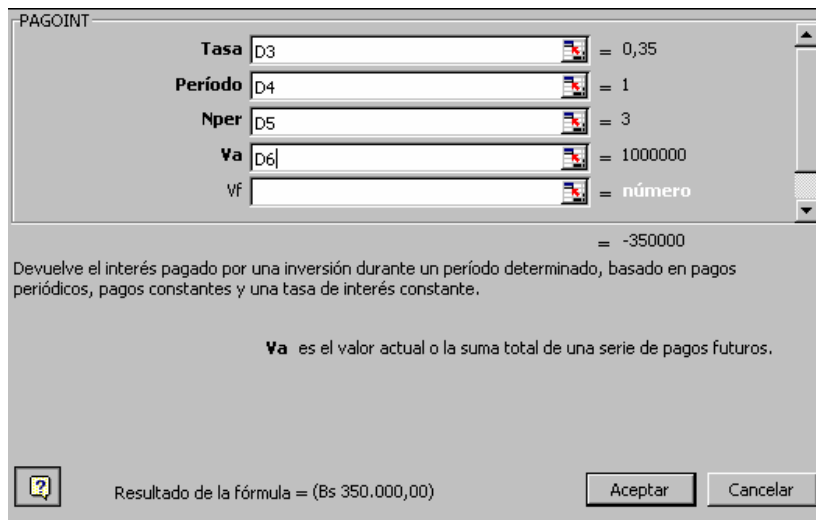 PAGOINT
Tasa D3 = 0,35
Período D4 = 1
Nper D5 = 3
Va D6 = 1000000
Vf = número
= -350000
Devuelve el interés pagado por una inversión durante un período determinado, basado en pagos
periódicos, pagos constantes y una tasa de interés constante.
Va es el valor actual o la suma total de una serie de pagos futuros.
? Resultado de la fórmula = (Bs 350.000,00) Aceptar Cancelar